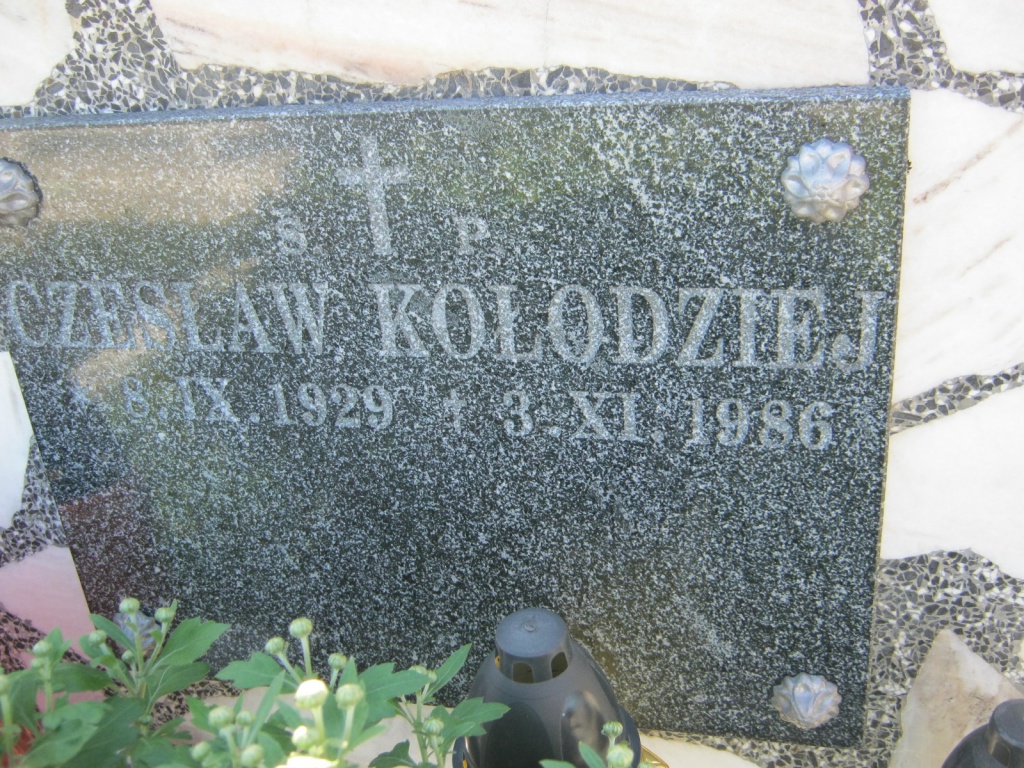 Ś. P.
CZESŁAW KOŁODZIEJ
* 8.IX.1929 † 3.XI.1986